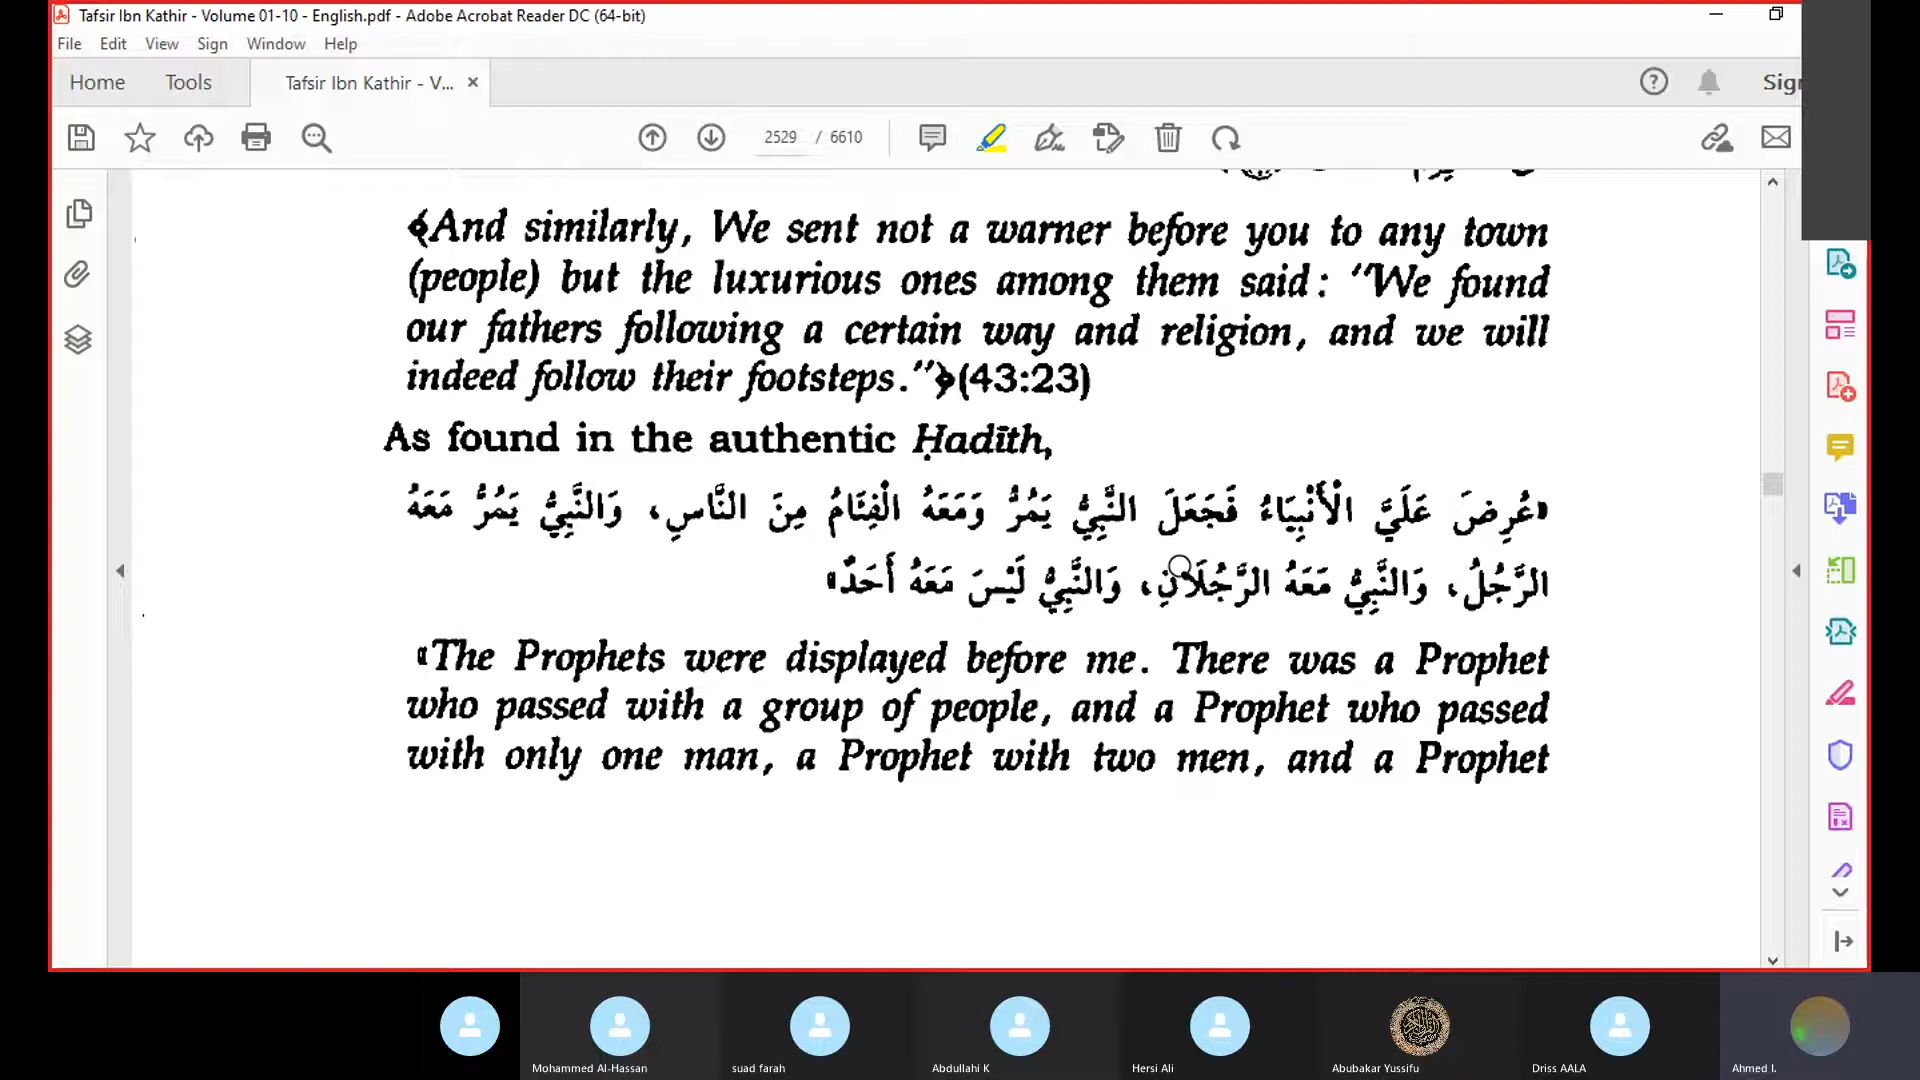 Tafsir Ibn Kathir - Volume 01-10 - English.pdf - Adobe Acrobat Reader DC (64-bit)
File Edit View Sign Window Help
Home Tools Tafsir Ibn Kathir - V... Sig
2529 / 6610
﴾And similarly, We sent not a warner before you to any town
(people) but the luxurious ones among them said: "We found
our fathers following a certain way and religion, and we will
indeed follow their footsteps."﴿(43:23)
As found in the authentic Ḥadīth,
«عُرِضَ عَلَيَّ الْأَنْبِيَاءُ فَجَعَلَ النَّبِيُّ يَمُرُّ وَمَعَهُ الْفِئَامُ مِنَ النَّاسِ، وَالنَّبِيُّ يَمُرُّ مَعَهُ
الرَّجُلُ، وَالنَّبِيُّ مَعَهُ الرَّجُلَانِ، وَالنَّبِيُّ لَيْسَ مَعَهُ أَحَدٌ»
«The Prophets were displayed before me. There was a Prophet
who passed with a group of people, and a Prophet who passed
with only one man, a Prophet with two men, and a Prophet
Mohammed Al-Hassan suad farah Abdullahi K Hersi Ali Abubakar Yussifu Driss AALA Ahmed I.